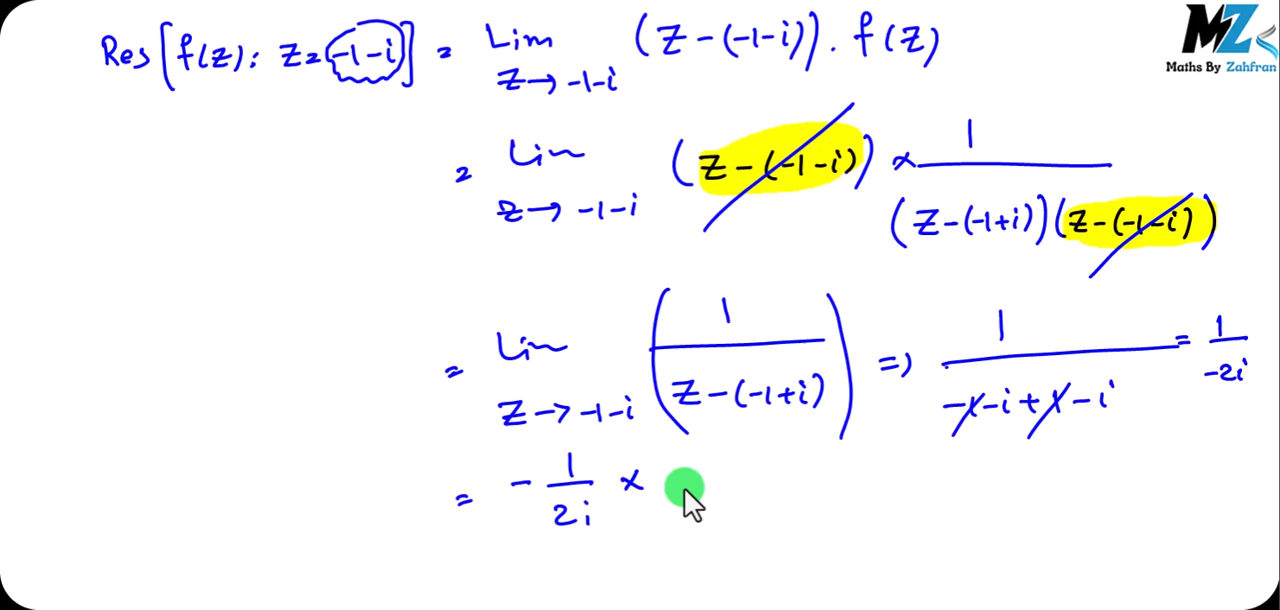 Res[f(z): z=(-1-i)] = Lim (z-(-1-i)). f(z)
z→ -1-i
MZ
Maths By Zahfran
= Lim (z-(-1-i)) × 1
z→ -1-i (z-(-1+i))(z-(-1-i))
= Lim ( 1 ) => 1 = 1
z→ -1-i z-(-1+i) -1-i+1-i -2i
= - 1 ×
2i